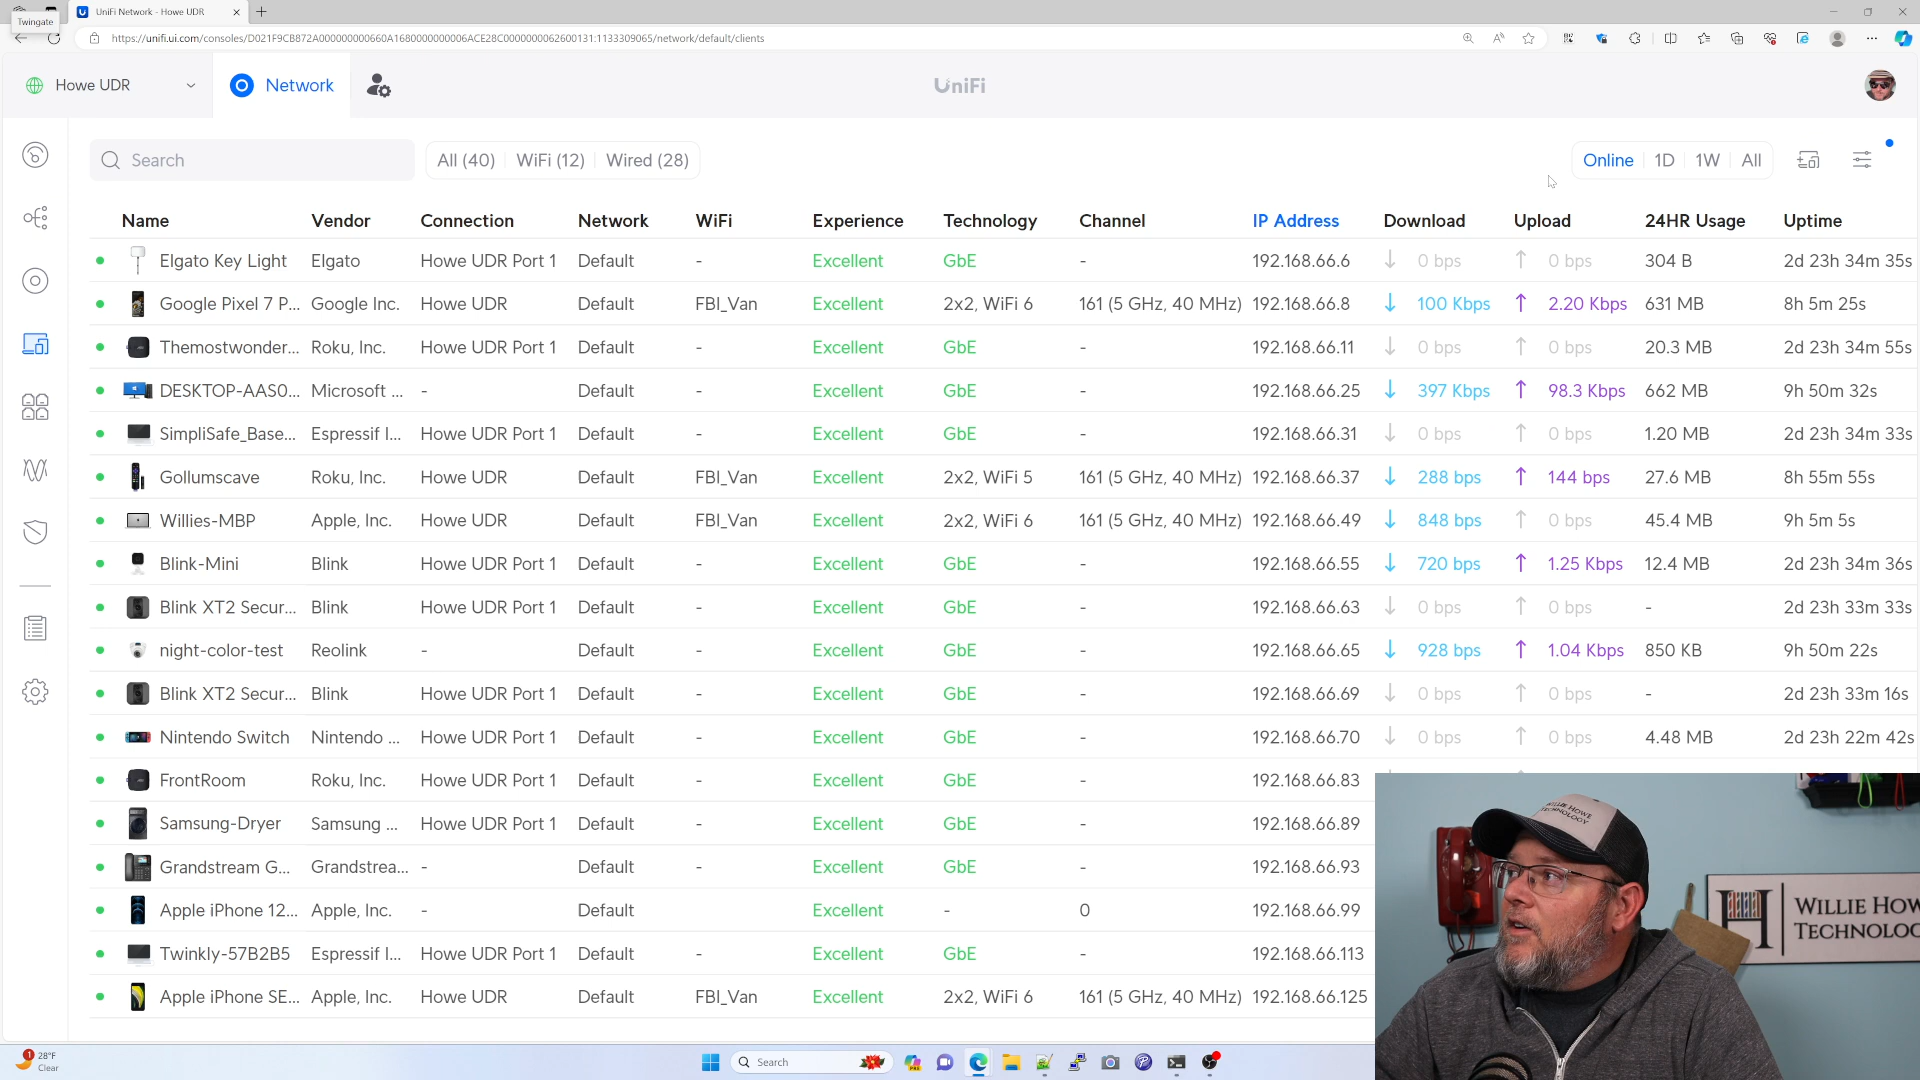 Twingate
UniFi Network - Howe UDR
https://unifi.ui.com/consoles/D021F9CB872A000000000660A1680000000006ACE28C0000000062600131:1133309065/network/default/clients
Howe UDR
Network
UniFi
Search
All (40) WiFi (12) Wired (28)
Online 1D 1W All
Name Vendor Connection Network WiFi Experience Technology Channel IP Address Download Upload 24HR Usage Uptime
Elgato Key Light Elgato Howe UDR Port 1 Default - Excellent GbE - 192.168.66.6 0 bps 0 bps 304 B 2d 23h 34m 35s
Google Pixel 7 P... Google Inc. Howe UDR Default FBI_Van Excellent 2x2, WiFi 6 161 (5 GHz, 40 MHz) 192.168.66.8 100 Kbps 2.20 Kbps 631 MB 8h 5m 25s
Themostwonder... Roku, Inc. Howe UDR Port 1 Default - Excellent GbE - 192.168.66.11 0 bps 0 bps 20.3 MB 2d 23h 34m 55s
DESKTOP-AAS0... Microsoft ... - Default - Excellent GbE - 192.168.66.25 397 Kbps 98.3 Kbps 662 MB 9h 50m 32s
SimpliSafe_Base... Espressif I... Howe UDR Port 1 Default - Excellent GbE - 192.168.66.31 0 bps 0 bps 1.20 MB 2d 23h 34m 33s
Gollumscave Roku, Inc. Howe UDR Default FBI_Van Excellent 2x2, WiFi 5 161 (5 GHz, 40 MHz) 192.168.66.37 288 bps 144 bps 27.6 MB 8h 55m 55s
Willies-MBP Apple, Inc. Howe UDR Default FBI_Van Excellent 2x2, WiFi 6 161 (5 GHz, 40 MHz) 192.168.66.49 848 bps 0 bps 45.4 MB 9h 5m 5s
Blink-Mini Blink Howe UDR Port 1 Default - Excellent GbE - 192.168.66.55 720 bps 1.25 Kbps 12.4 MB 2d 23h 34m 36s
Blink XT2 Secur... Blink Howe UDR Port 1 Default - Excellent GbE - 192.168.66.63 0 bps 0 bps - 2d 23h 33m 33s
night-color-test Reolink - Default - Excellent GbE - 192.168.66.65 928 bps 1.04 Kbps 850 KB 9h 50m 22s
Blink XT2 Secur... Blink Howe UDR Port 1 Default - Excellent GbE - 192.168.66.69 0 bps 0 bps - 2d 23h 33m 16s
Nintendo Switch Nintendo ... Howe UDR Port 1 Default - Excellent GbE - 192.168.66.70 0 bps 0 bps 4.48 MB 2d 23h 22m 42s
FrontRoom Roku, Inc. Howe UDR Port 1 Default - Excellent GbE - 192.168.66.83
Samsung-Dryer Samsung ... Howe UDR Port 1 Default - Excellent GbE - 192.168.66.89
Grandstream G... Grandstrea... - Default - Excellent GbE - 192.168.66.93
Apple iPhone 12... Apple, Inc. - Default Excellent - 0 192.168.66.99
Twinkly-57B2B5 Espressif I... Howe UDR Port 1 Default - Excellent GbE - 192.168.66.113
Apple iPhone SE... Apple, Inc. Howe UDR Default FBI_Van Excellent 2x2, WiFi 6 161 (5 GHz, 40 MHz) 192.168.66.125
WILLIE HOWE
TECHNOLOGY
WILLIE HOW
TECHNOLOG
1
28°F
Clear
Search